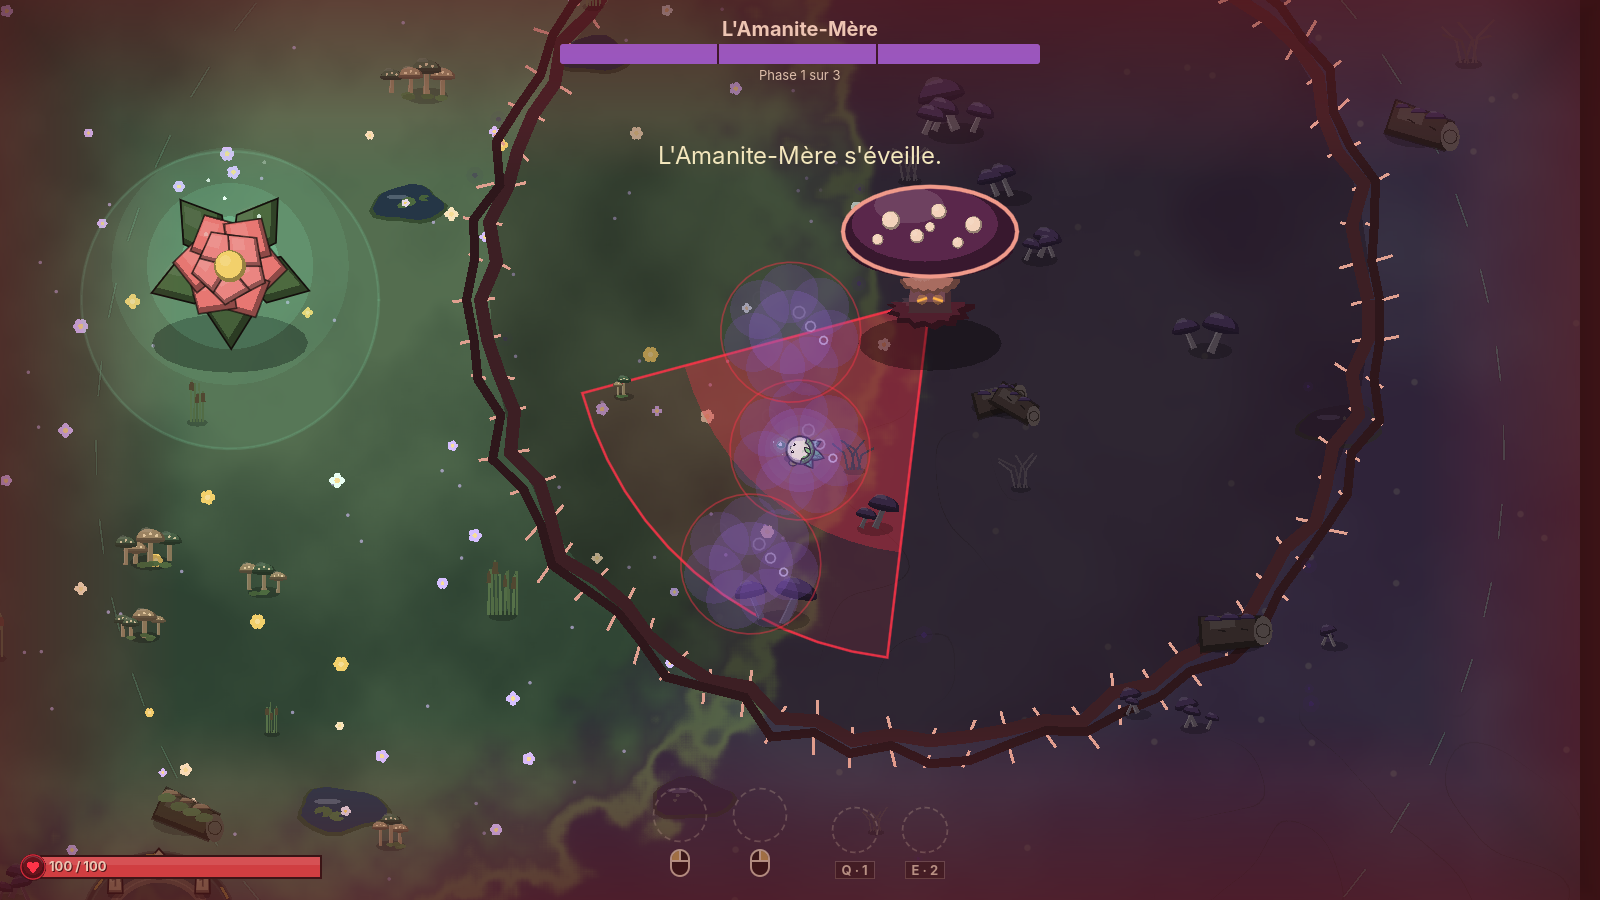 L'Amanite-Mère
Phase 1 sur 3
L'Amanite-Mère s'éveille.
100 / 100
Q · 1
E · 2